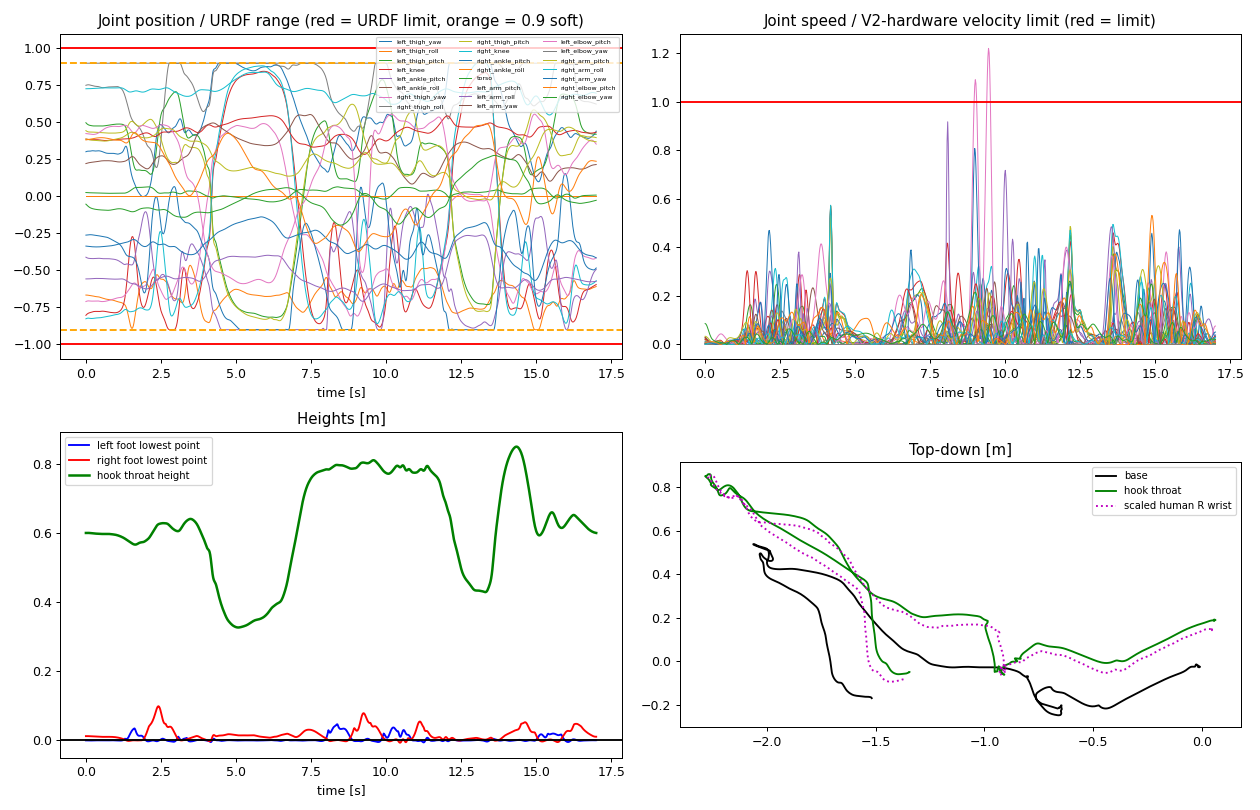 Joint position / URDF range (red = URDF limit, orange = 0.9 soft)
1.00
0.75
0.50
0.25
0.00
−0.25
−0.50
−0.75
−1.00
left_thigh_yaw
left_thigh_roll
left_thigh_pitch
left_knee
left_ankle_pitch
left_ankle_roll
right_thigh_yaw
right_thigh_roll
right_thigh_pitch
right_knee
right_ankle_pitch
right_ankle_roll
torso
left_arm_pitch
left_arm_roll
left_arm_yaw
left_elbow_pitch
left_elbow_yaw
right_arm_pitch
right_arm_roll
right_arm_yaw
right_elbow_pitch
right_elbow_yaw
0.0 2.5 5.0 7.5 10.0 12.5 15.0 17.5
time [s]
Joint speed / V2-hardware velocity limit (red = limit)
1.2
1.0
0.8
0.6
0.4
0.2
0.0
0.0 2.5 5.0 7.5 10.0 12.5 15.0 17.5
time [s]
Heights [m]
left foot lowest point
right foot lowest point
hook throat height
0.8
0.6
0.4
0.2
0.0
0.0 2.5 5.0 7.5 10.0 12.5 15.0 17.5
time [s]
Top-down [m]
base
hook throat
scaled human R wrist
0.8
0.6
0.4
0.2
0.0
−0.2
−2.0 −1.5 −1.0 −0.5 0.0